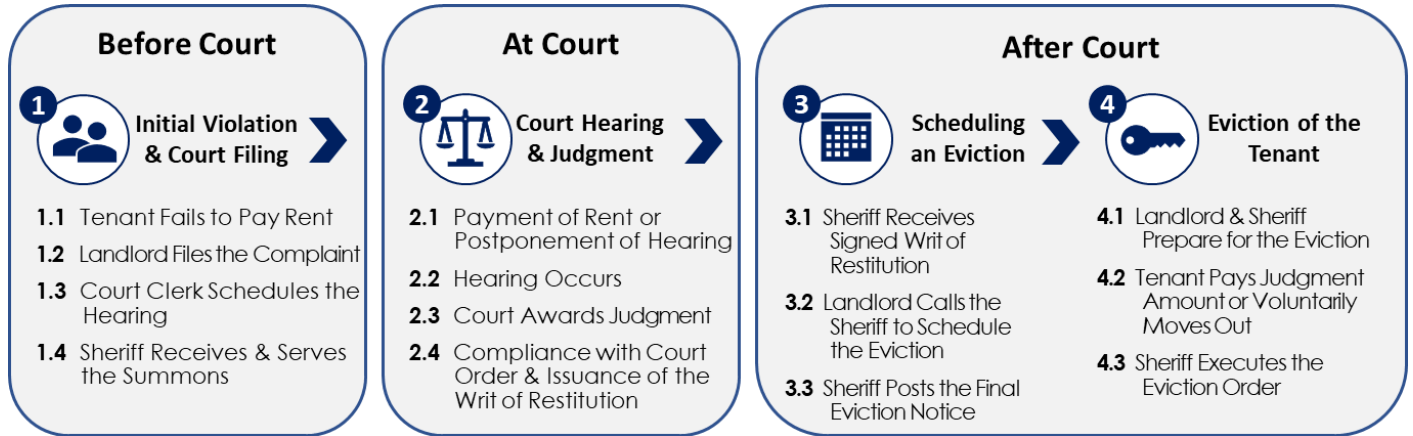 Before Court
1
Initial Violation
& Court Filing
1.1 Tenant Fails to Pay Rent
1.2 Landlord Files the Complaint
1.3 Court Clerk Schedules the
Hearing
1.4 Sheriff Receives & Serves
the Summons
At Court
2
Court Hearing
& Judgment
2.1 Payment of Rent or
Postponement of Hearing
2.2 Hearing Occurs
2.3 Court Awards Judgment
2.4 Compliance with Court
Order & Issuance of the
Writ of Restitution
After Court
3
Scheduling
an Eviction
3.1 Sheriff Receives
Signed Writ of
Restitution
3.2 Landlord Calls the
Sheriff to Schedule
the Eviction
3.3 Sheriff Posts the Final
Eviction Notice
4
Eviction of the
Tenant
4.1 Landlord & Sheriff
Prepare for the Eviction
4.2 Tenant Pays Judgment
Amount or Voluntarily
Moves Out
4.3 Sheriff Executes the
Eviction Order